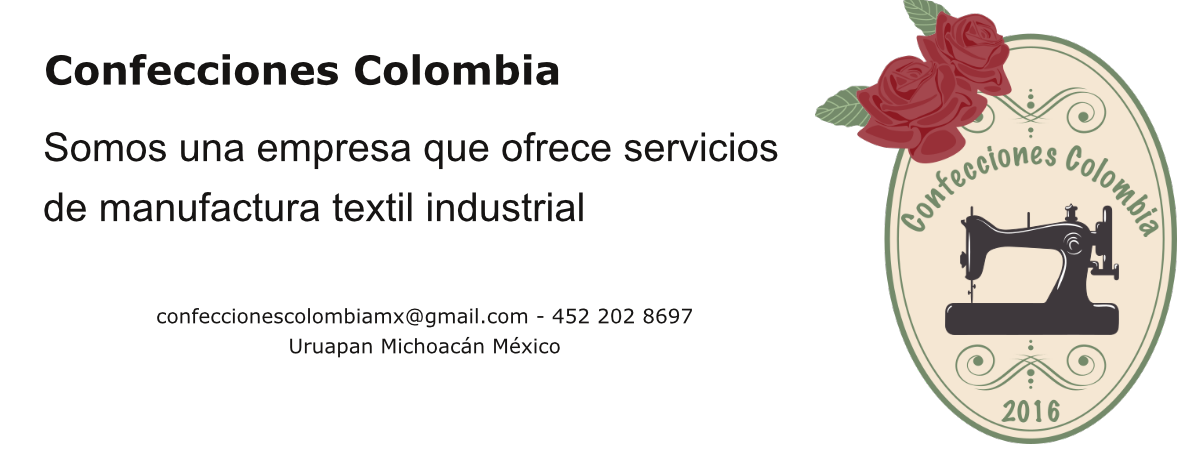 Confecciones Colombia
Somos una empresa que ofrece servicios
de manufactura textil industrial
confeccionescolombiamx@gmail.com - 452 202 8697
Uruapan Michoacán México
Confecciones Colombia
2016